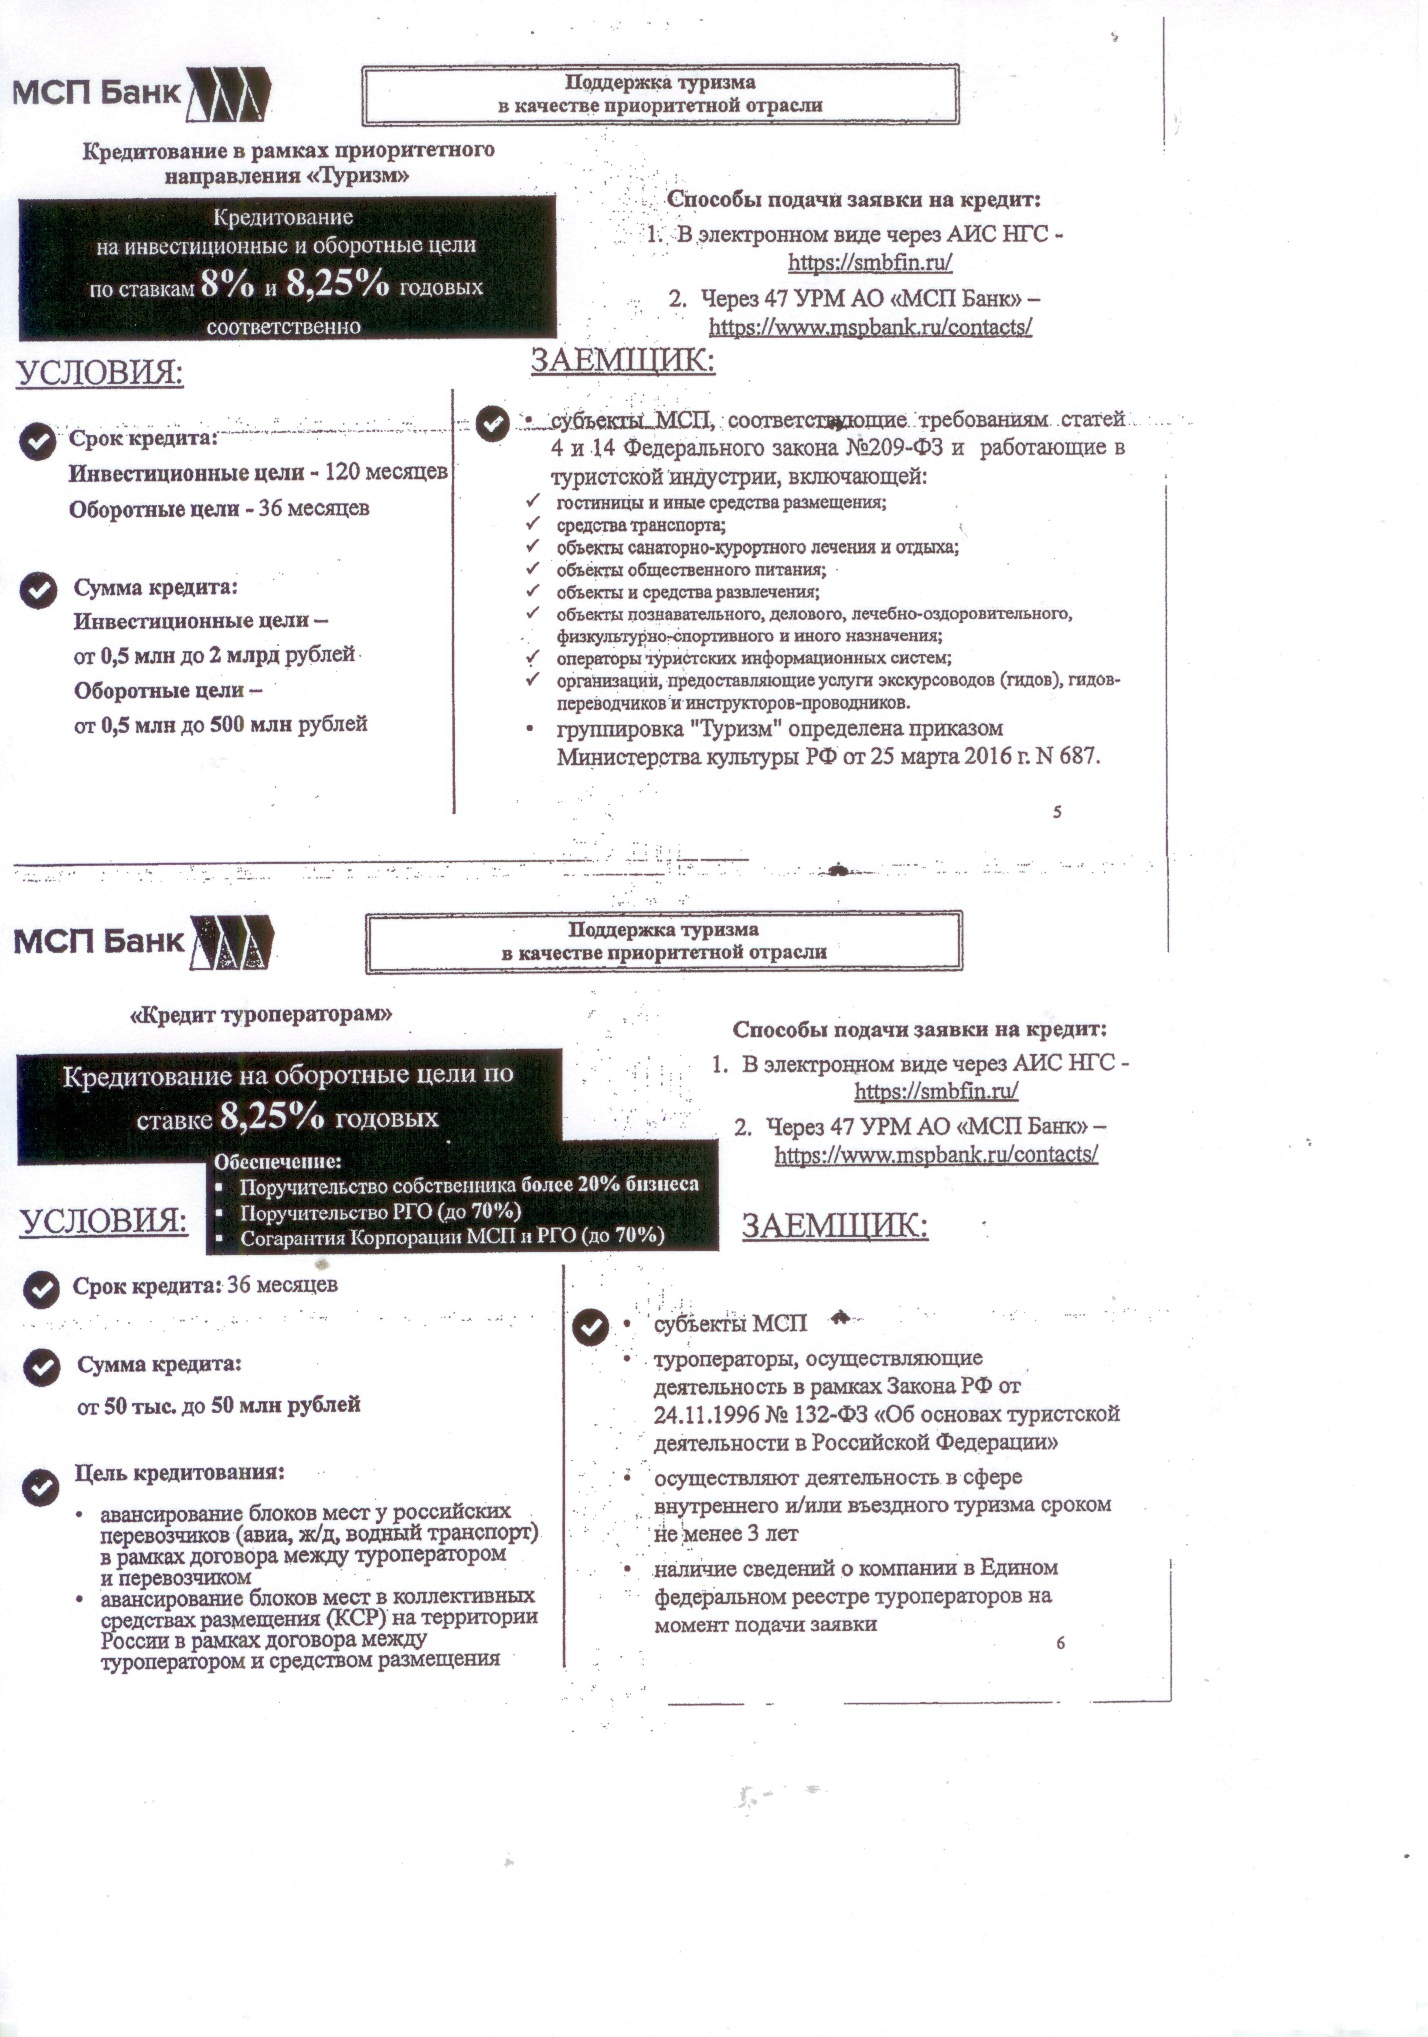 МСП Банк
Поддержка туризма
в качестве приоритетной отрасли
Кредитование в рамках приоритетного
направления «Туризм»
Кредитование
на инвестиционные и оборотные цели
по ставкам 8% и 8,25% годовых
соответственно
Способы подачи заявки на кредит:
1. В электронном виде через АИС НГС -
https://smbfin.ru/
2. Через 47 УРМ АО «МСП Банк» –
https://www.mspbank.ru/contacts/
УСЛОВИЯ:
Срок кредита:
Инвестиционные цели - 120 месяцев
Оборотные цели - 36 месяцев
Сумма кредита:
Инвестиционные цели –
от 0,5 млн до 2 млрд рублей
Оборотные цели –
от 0,5 млн до 500 млн рублей
ЗАЕМЩИК:
• субъекты МСП, соответствующие требованиям статей
4 и 14 Федерального закона №209-ФЗ и работающие в
туристской индустрии, включающей:
✓ гостиницы и иные средства размещения;
✓ средства транспорта;
✓ объекты санаторно-курортного лечения и отдыха;
✓ объекты общественного питания;
✓ объекты и средства развлечения;
✓ объекты познавательного, делового, лечебно-оздоровительного,
физкультурно-спортивного и иного назначения;
✓ операторы туристских информационных систем;
✓ организации, предоставляющие услуги экскурсоводов (гидов), гидов-
переводчиков и инструкторов-проводников.
• группировка "Туризм" определена приказом
Министерства культуры РФ от 25 марта 2016 г. N 687.
5
МСП Банк
Поддержка туризма
в качестве приоритетной отрасли
«Кредит туроператорам»
Кредитование на оборотные цели по
ставке 8,25% годовых
Обеспечение:
▪ Поручительство собственника более 20% бизнеса
▪ Поручительство РГО (до 70%)
▪ Согарантия Корпорации МСП и РГО (до 70%)
Способы подачи заявки на кредит:
1. В электронном виде через АИС НГС -
https://smbfin.ru/
2. Через 47 УРМ АО «МСП Банк» –
https://www.mspbank.ru/contacts/
УСЛОВИЯ:
Срок кредита: 36 месяцев
Сумма кредита:
от 50 тыс. до 50 млн рублей
Цель кредитования:
• авансирование блоков мест у российских
перевозчиков (авиа, ж/д, водный транспорт)
в рамках договора между туроператором
и перевозчиком
• авансирование блоков мест в коллективных
средствах размещения (КСР) на территории
России в рамках договора между
туроператором и средством размещения
ЗАЕМЩИК:
• субъекты МСП
• туроператоры, осуществляющие
деятельность в рамках Закона РФ от
24.11.1996 № 132-ФЗ «Об основах туристской
деятельности в Российской Федерации»
• осуществляют деятельность в сфере
внутреннего и/или въездного туризма сроком
не менее 3 лет
• наличие сведений о компании в Едином
федеральном реестре туроператоров на
момент подачи заявки
6